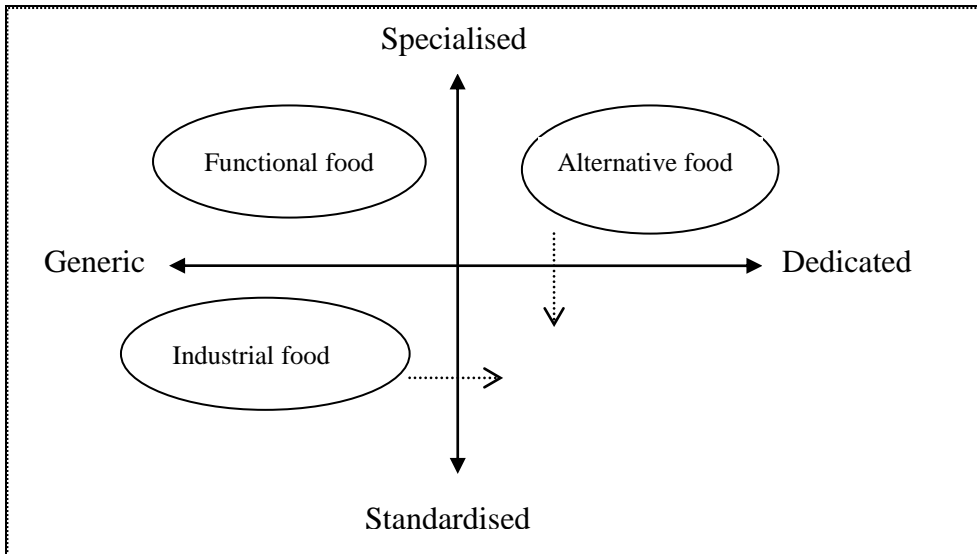 Specialised
Functional food
Alternative food
Generic
Dedicated
Industrial food
Standardised